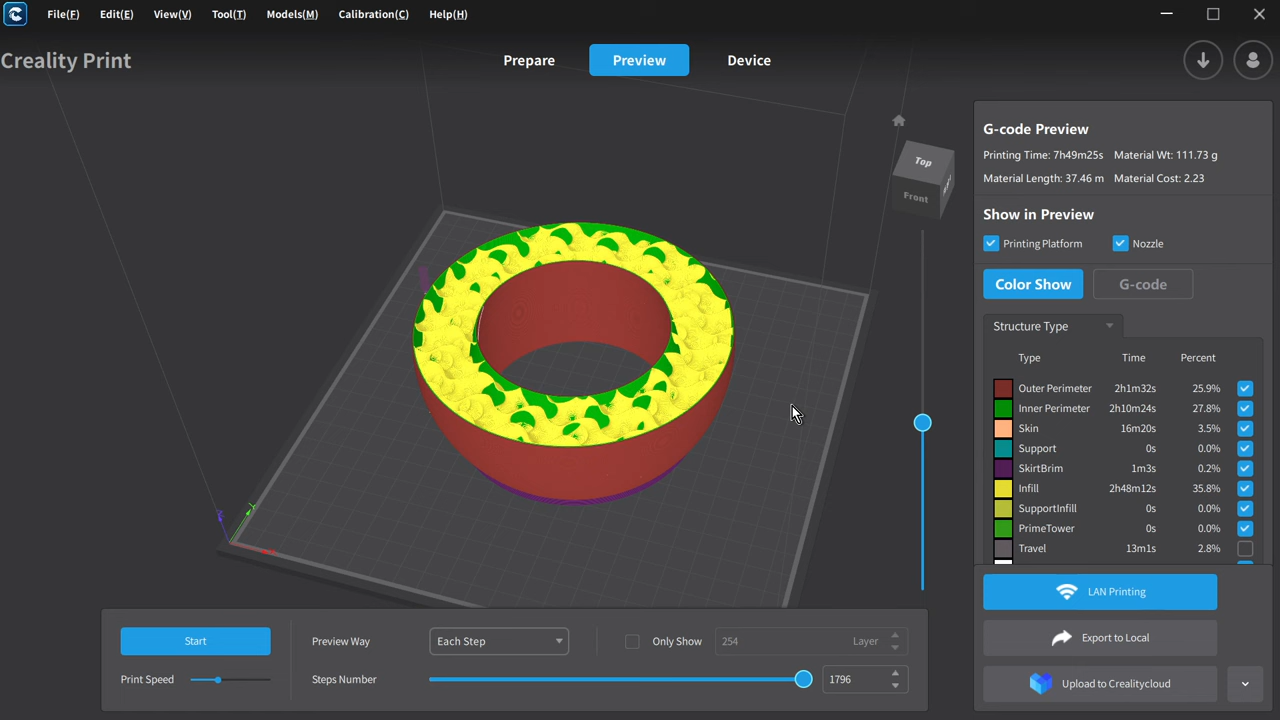 File(F) Edit(E) View(V) Tool(T) Models(M) Calibration(C) Help(H)
Creality Print
Prepare Preview Device
Top
Front
G-code Preview
Printing Time: 7h49m25s Material Wt: 111.73 g
Material Length: 37.46 m Material Cost: 2.23
Show in Preview
Printing Platform Nozzle
Color Show G-code
Structure Type
Type Time Percent
Outer Perimeter 2h1m32s 25.9%
Inner Perimeter 2h10m24s 27.8%
Skin 16m20s 3.5%
Support 0s 0.0%
SkirtBrim 1m3s 0.2%
Infill 2h48m12s 35.8%
SupportInfill 0s 0.0%
PrimeTower 0s 0.0%
Travel 13m1s 2.8%
LAN Printing
Export to Local
Upload to Crealitycloud
Start Preview Way Each Step Only Show 254 Layer
Print Speed Steps Number 1796